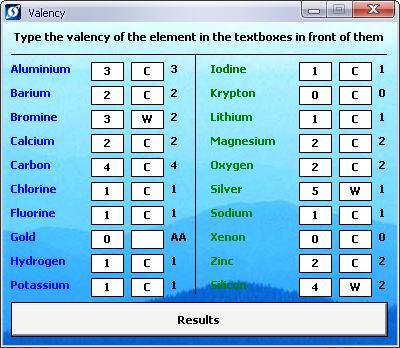 Valency
Type the valency of the element in the textboxes in front of them
Aluminium 3 C 3 Iodine 1 C 1
Barium 2 C 2 Krypton 0 C 0
Bromine 3 W 2 Lithium 1 C 1
Calcium 2 C 2 Magnesium 2 C 2
Carbon 4 C 4 Oxygen 2 C 2
Chlorine 1 C 1 Silver 5 W 1
Fluorine 1 C 1 Sodium 1 C 1
Gold 0 AA Xenon 0 C 0
Hydrogen 1 C 1 Zinc 2 C 2
Potassium 1 C 1 Silicon 4 W 2
Results